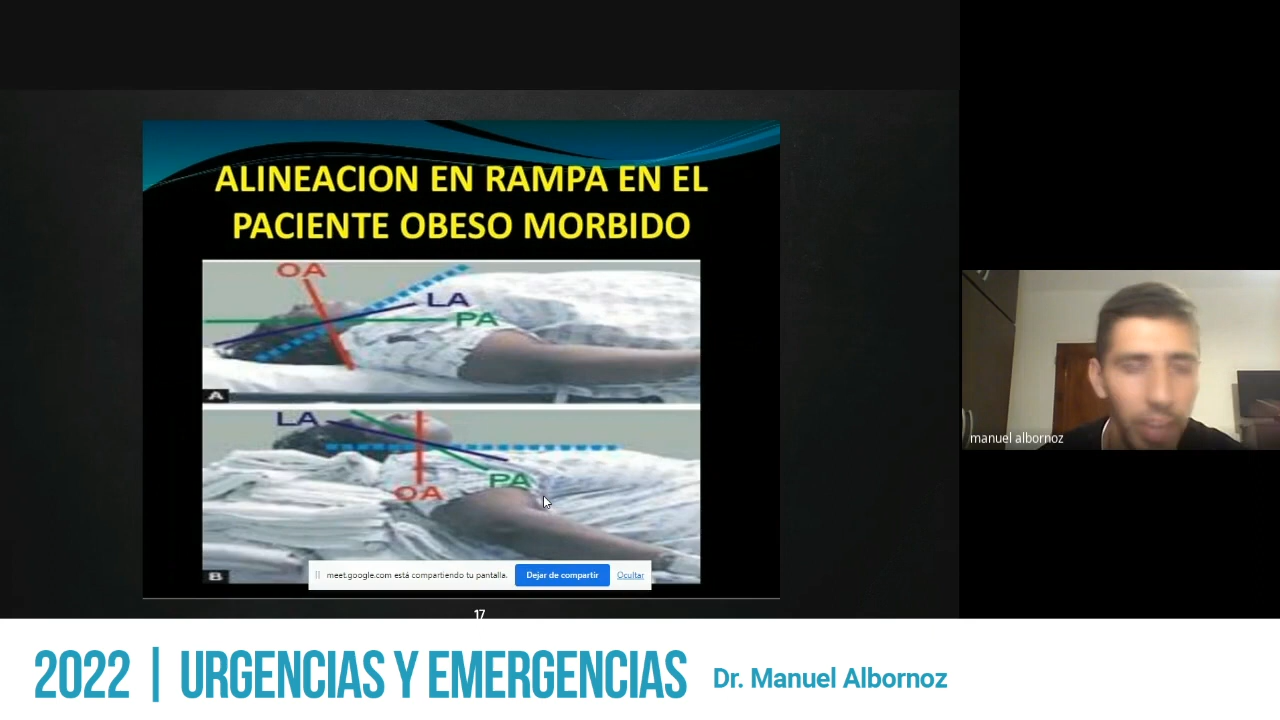 ALINEACION EN RAMPA EN EL
PACIENTE OBESO MORBIDO
OA
LA
PA
A
LA
PA
OA
B
meet.google.com está compartiendo tu pantalla. Dejar de compartir Ocultar
17
manuel albornoz
2022 | URGENCIAS Y EMERGENCIAS Dr. Manuel Albornoz